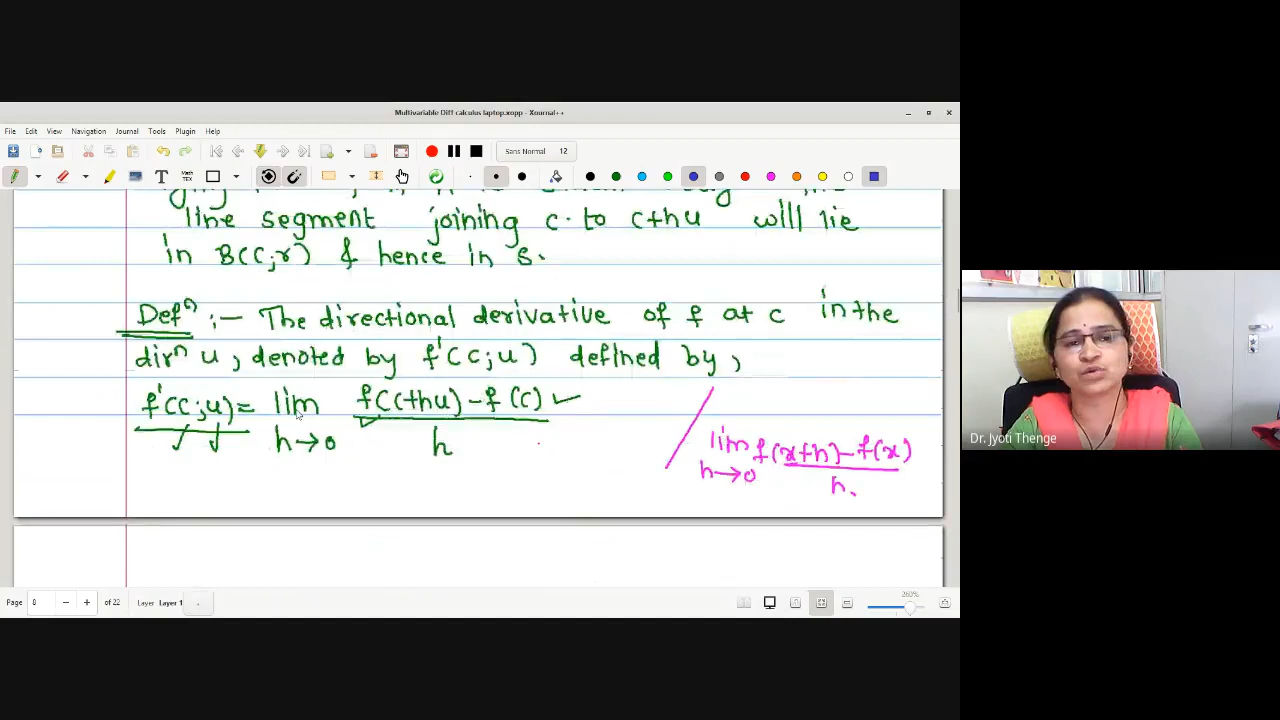 Multivariable Diff calculus laptop.xopp - Xournal++
File Edit View Navigation Journal Tools Plugin Help
Sans Normal 12
line segment joining c. to c+hu will lie
in B(c;r) & hence in S.
Defⁿ :- The directional derivative of f at c in the
dirⁿ u, denoted by f'(c;u) defined by,
f'(c;u) = lim h→0 f(c+hu)-f(c) / h
lim h→0 f(x+h)-f(x) / h.
Dr. Jyoti Thenge
Page 8 of 22 Layer Layer 1 260%